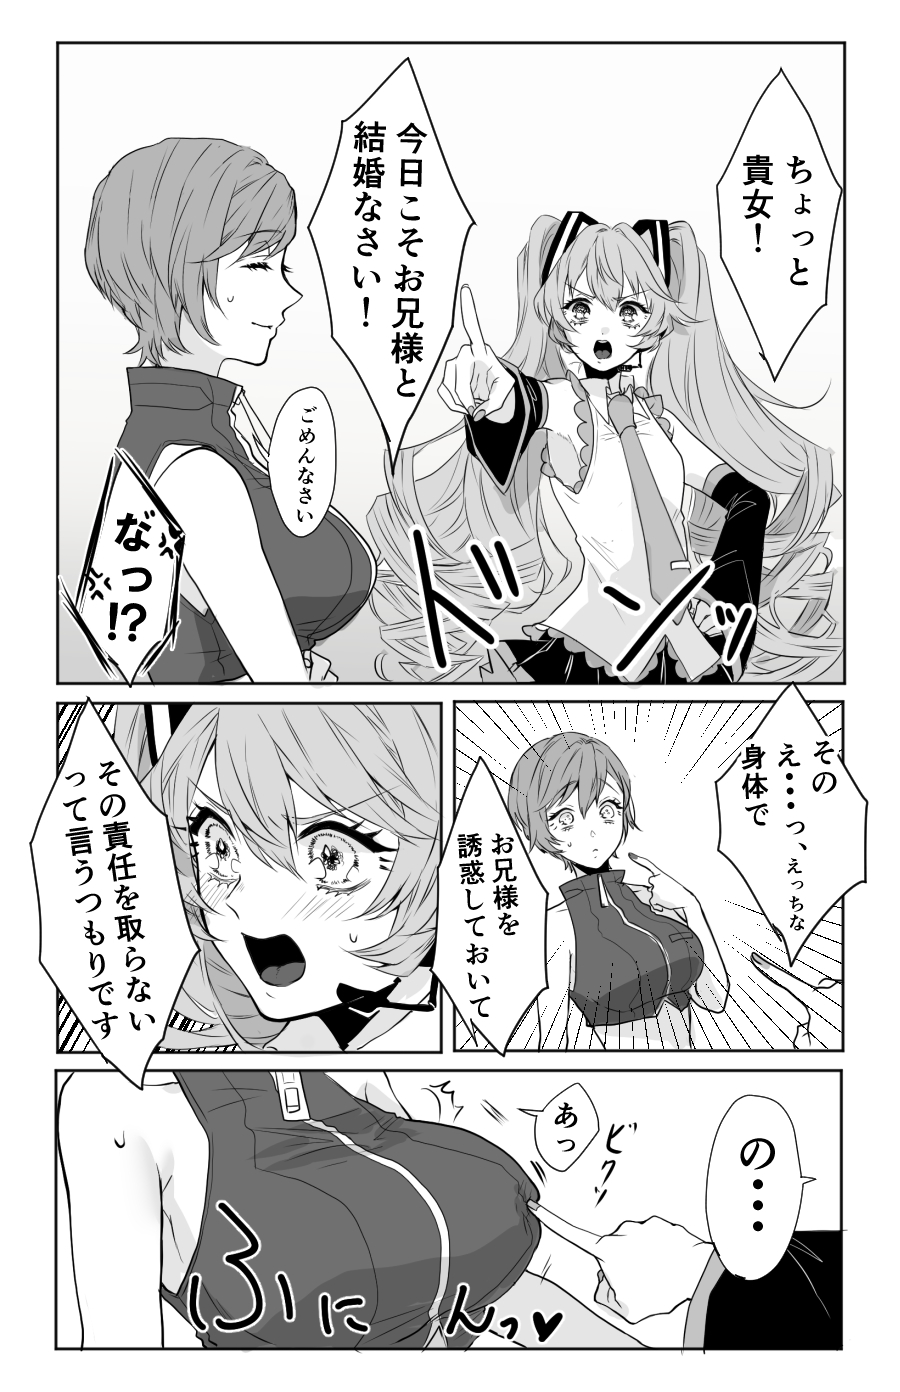 ちょっと
貴女！
今日こそお兄様と
結婚なさい！
ごめんなさい
なっ!?
ドンッ
その
え・・・っ、えっちな
身体で
お兄様を
誘惑しておいて
その責任を取らない
って言うつもりです
の・・・
あっ
ビクッ
ふにんっ♥